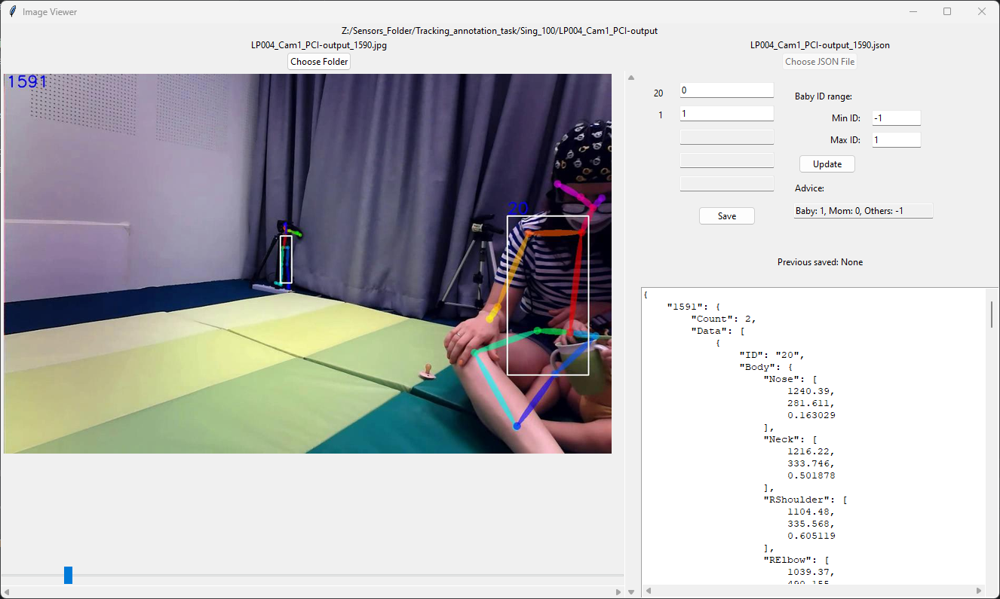 Image Viewer
Z:/Sensors_Folder/Tracking_annotation_task/Sing_100/LP004_Cam1_PCI-output
LP004_Cam1_PCI-output_1590.jpg
Choose Folder
LP004_Cam1_PCI-output_1590.json
Choose JSON File
1591
20
20 0
1 1
Baby ID range:
Min ID: -1
Max ID: 1
Update
Advice:
Baby: 1, Mom: 0, Others: -1
Save
Previous saved: None
{
"1591": {
"Count": 2,
"Data": [
{
"ID": "20",
"Body": {
"Nose": [
1240.39,
281.611,
0.163029
],
"Neck": [
1216.22,
333.746,
0.501878
],
"RShoulder": [
1104.48,
335.568,
0.605119
],
"RElbow": [
1039.37,
490.155